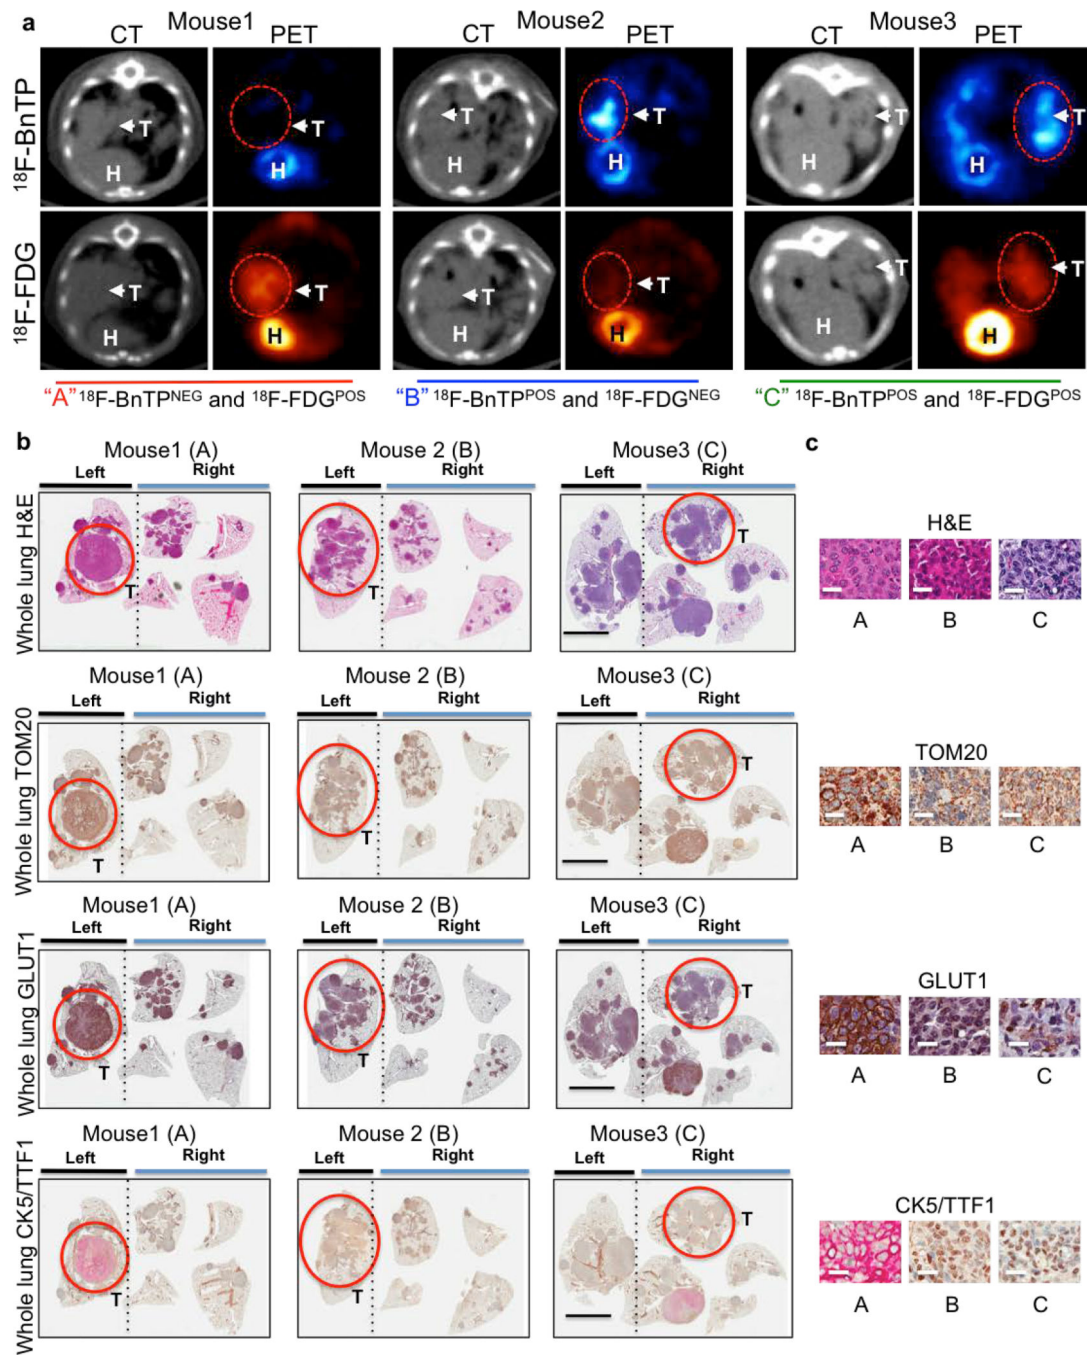 a Mouse1 Mouse2 Mouse3
CT PET CT PET CT PET
18F-BnTP
T T T T T T
H H H H H H
18F-FDG
T T T T T T
H H H H H H
“A” 18F-BnTPNEG and 18F-FDGPOS “B” 18F-BnTPPOS and 18F-FDGNEG “C” 18F-BnTPPOS and 18F-FDGPOS
b Mouse1 (A) Mouse 2 (B) Mouse3 (C) c
Left Right Left Right Left Right
Whole lung H&E
T T T
H&E
A B C
Mouse1 (A) Mouse 2 (B) Mouse3 (C)
Left Right Left Right Left Right
Whole lung TOM20
T T T
TOM20
A B C
Mouse1 (A) Mouse 2 (B) Mouse3 (C)
Left Right Left Right Left Right
Whole lung GLUT1
T T T
GLUT1
A B C
Mouse1 (A) Mouse 2 (B) Mouse3 (C)
Left Right Left Right Left Right
Whole lung CK5/TTF1
T T T
CK5/TTF1
A B C